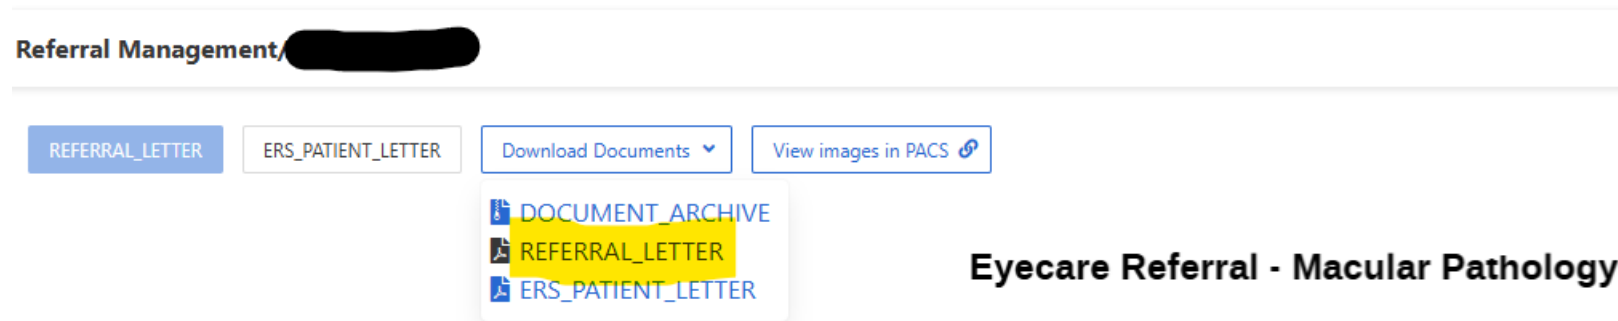 Referral Management/
REFERRAL_LETTER
ERS_PATIENT_LETTER
Download Documents
View images in PACS
DOCUMENT_ARCHIVE
REFERRAL_LETTER
ERS_PATIENT_LETTER
Eyecare Referral - Macular Pathology